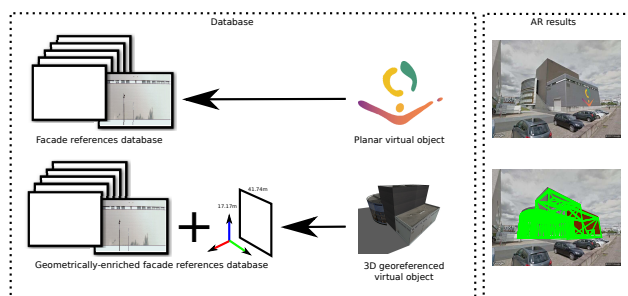 Database
AR results
Facade references database
Planar virtual object
41.74m
17.17m
Geometrically-enriched facade references database
3D georeferenced
virtual object